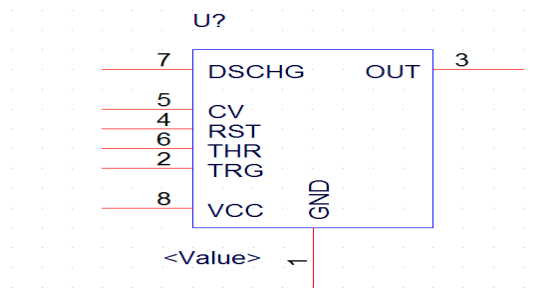 U?
7 DSCHG OUT 3
5 CV
4 RST
6 THR
2 TRG
8 VCC GND
<Value> 1